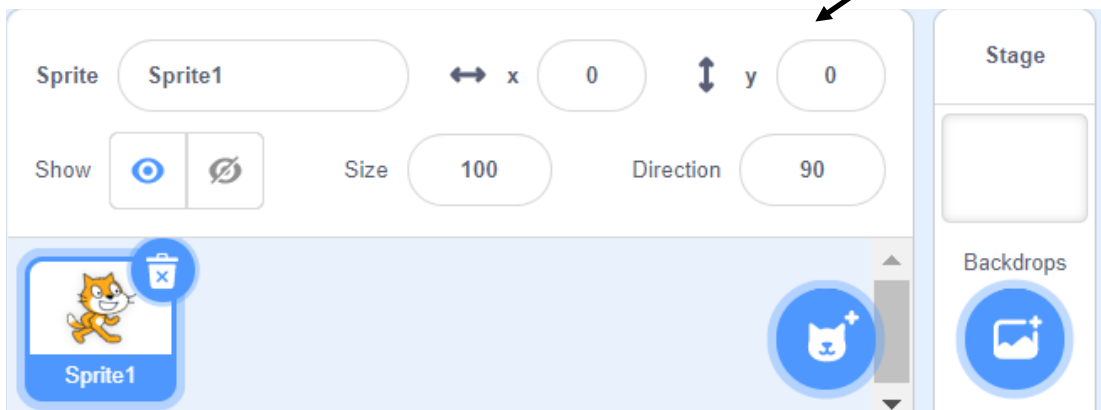 Sprite Sprite1 x 0 y 0
Stage
Show Size 100 Direction 90
Backdrops
Sprite1